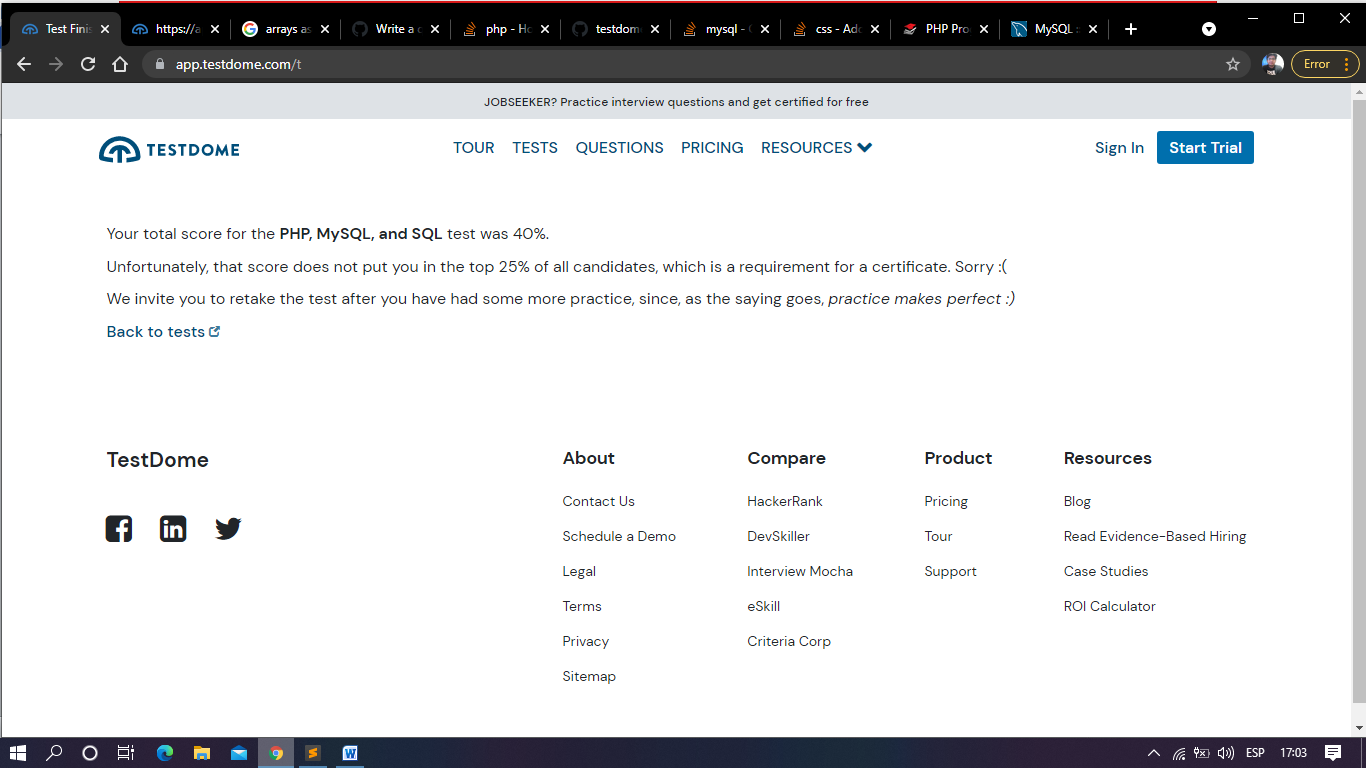 Test Finis
https://a
arrays as
Write a c
php - Ho
testdome
mysql - 
css - Add
PHP Pro
MySQL :
app.testdome.com/t
Error
JOBSEEKER? Practice interview questions and get certified for free
TESTDOME
TOUR TESTS QUESTIONS PRICING RESOURCES
Sign In Start Trial
Your total score for the PHP, MySQL, and SQL test was 40%.
Unfortunately, that score does not put you in the top 25% of all candidates, which is a requirement for a certificate. Sorry :(
We invite you to retake the test after you have had some more practice, since, as the saying goes, practice makes perfect :)
Back to tests
TestDome
About
Contact Us
Schedule a Demo
Legal
Terms
Privacy
Sitemap
Compare
HackerRank
DevSkiller
Interview Mocha
eSkill
Criteria Corp
Product
Pricing
Tour
Support
Resources
Blog
Read Evidence-Based Hiring
Case Studies
ROI Calculator
ESP 17:03